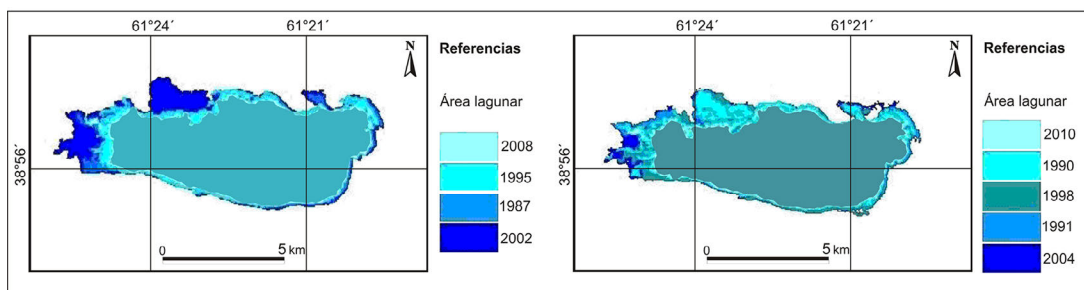 61°24´
61°21´
38°56´
N
0
5 km
Referencias
Área lagunar
2008
1995
1987
2002
61°24´
61°21´
38°56´
N
0
5 km
Referencias
Área lagunar
2010
1990
1998
1991
2004